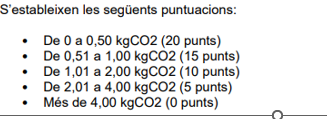 S'estableixen les següents puntuacions:
• De 0 a 0,50 kgCO2 (20 punts)
• De 0,51 a 1,00 kgCO2 (15 punts)
• De 1,01 a 2,00 kgCO2 (10 punts)
• De 2,01 a 4,00 kgCO2 (5 punts)
• Més de 4,00 kgCO2 (0 punts)